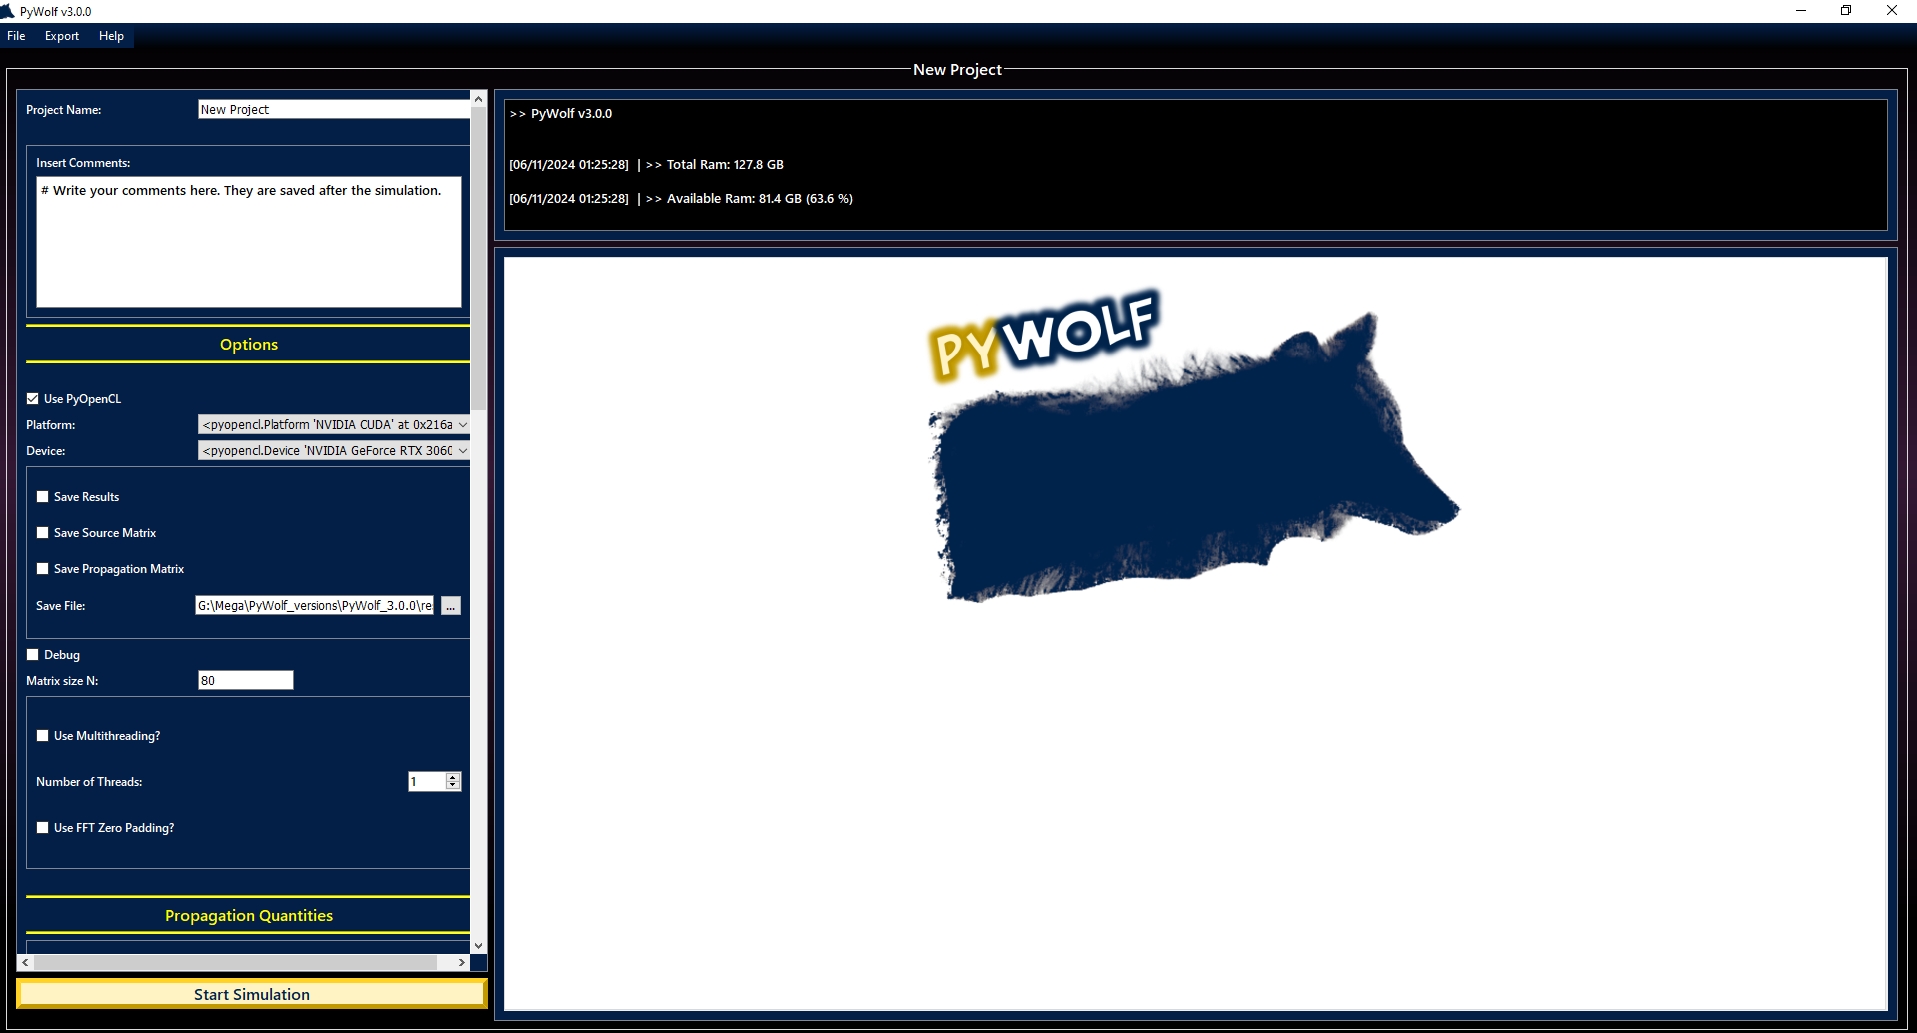 PyWolf v3.0.0
File Export Help
New Project
Project Name: New Project
Insert Comments:
# Write your comments here. They are saved after the simulation.
Options
Use PyOpenCL
Platform: <pyopencl.Platform 'NVIDIA CUDA' at 0x216a
Device: <pyopencl.Device 'NVIDIA GeForce RTX 3060
Save Results
Save Source Matrix
Save Propagation Matrix
Save File: G:\Mega\PyWolf_versions\PyWolf_3.0.0\re ...
Debug
Matrix size N: 80
Use Multithreading?
Number of Threads: 1
Use FFT Zero Padding?
Propagation Quantities
Start Simulation
>> PyWolf v3.0.0
[06/11/2024 01:25:28] | >> Total Ram: 127.8 GB
[06/11/2024 01:25:28] | >> Available Ram: 81.4 GB (63.6 %)
PYWOLF